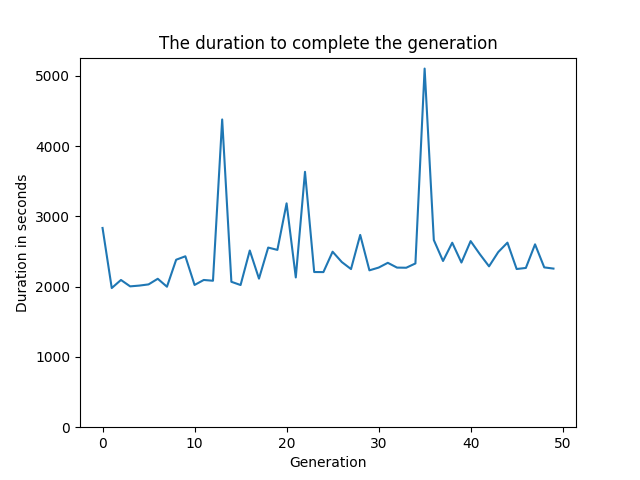 The duration to complete the generation
5000
4000
3000
2000
1000
0
Duration in seconds
0 10 20 30 40 50
Generation